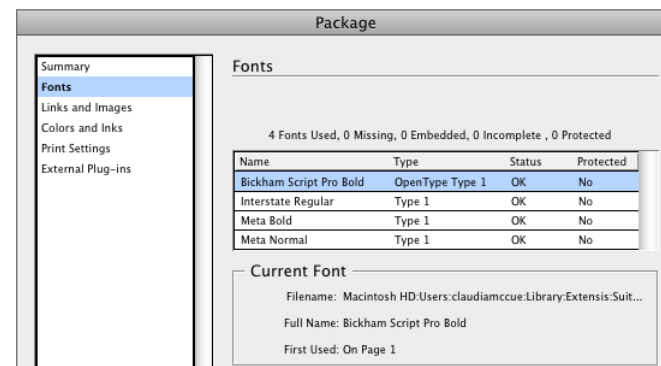 Package
Summary
Fonts
Links and Images
Colors and Inks
Print Settings
External Plug-ins
Fonts
4 Fonts Used, 0 Missing, 0 Embedded, 0 Incomplete , 0 Protected
Name Type Status Protected
Bickham Script Pro Bold OpenType Type 1 OK No
Interstate Regular Type 1 OK No
Meta Bold Type 1 OK No
Meta Normal Type 1 OK No
Current Font
Filename: Macintosh HD:Users:claudiamccue:Library:Extensis:Suit...
Full Name: Bickham Script Pro Bold
First Used: On Page 1